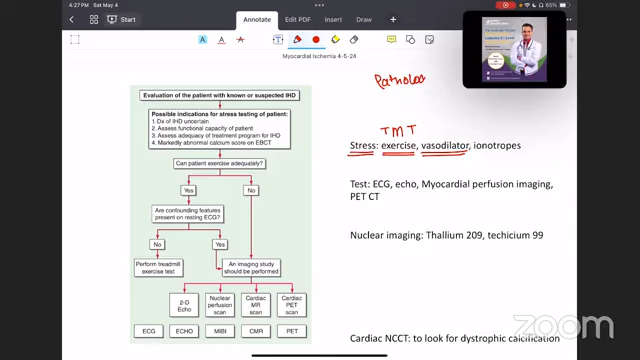 4:27 PM Sat May 4
65%
Annotate Edit PDF Insert Draw
Myocardial Ischemia 4-5-24
Patholoo
TMT
Stress: exercise, vasodilator, ionotropes
Test: ECG, echo, Myocardial perfusion imaging,
PET CT
Nuclear imaging: Thallium 209, techicium 99
Cardiac NCCT: to look for dystrophic calcification
Evaluation of the patient with known or suspected IHD
Possible indications for stress testing of patient:
1. Dx of IHD uncertain
2. Assess functional capacity of patient
3. Assess adequacy of treatment program for IHD
4. Markedly abnormal calcium score on EBCT
Can patient exercise adequately?
Yes No
Are confounding features
present on resting ECG?
No Yes
Perform treadmill
exercise test
An imaging study
should be performed
2-D
Echo
Nuclear
perfusion
scan
Cardiac
MR
scan
Cardiac
PET
scan
ECG ECHO MIBI CMR PET
zoom